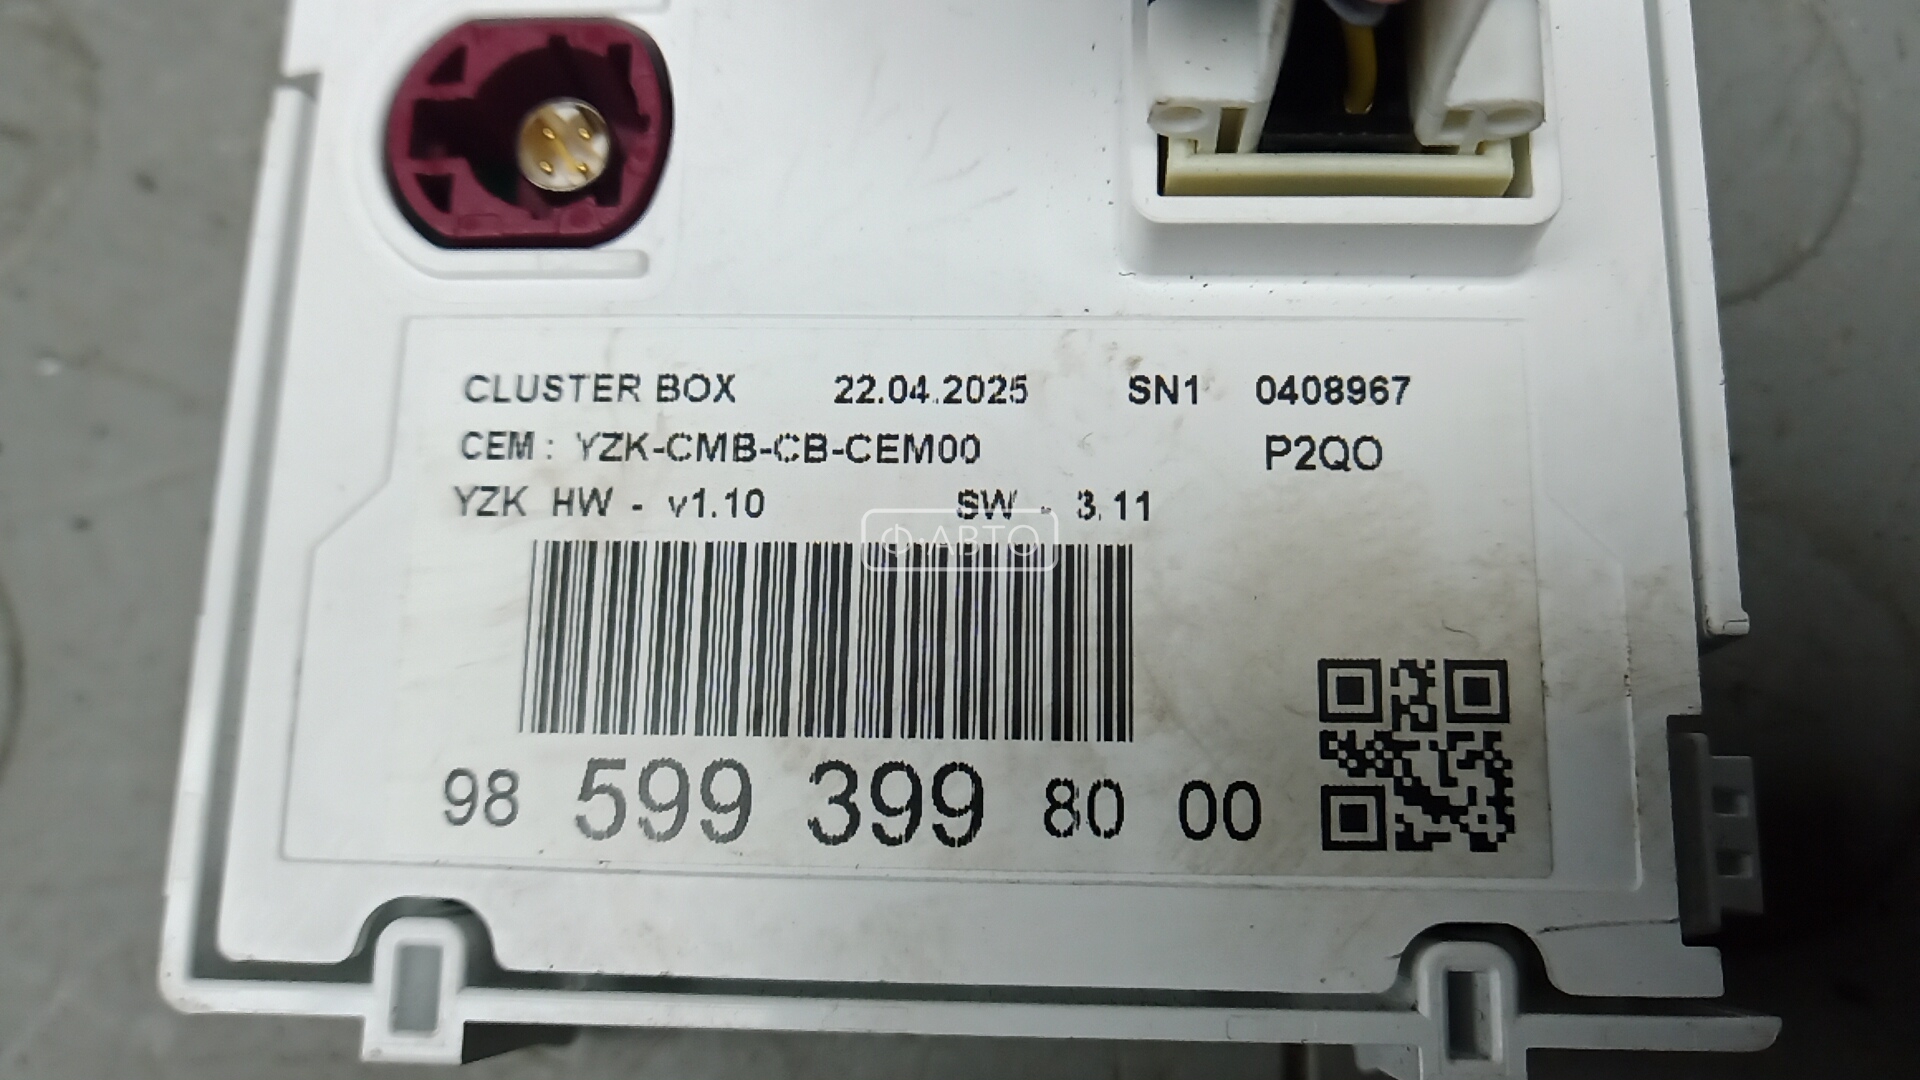 CLUSTER BOX 22.04.2025 SN1 0408967
CEM : YZK-CMB-CB-CEM00 P2QO
YZK HW - v1.10 SW - 3.11
Ф·АВТО
98 599 399 80 00